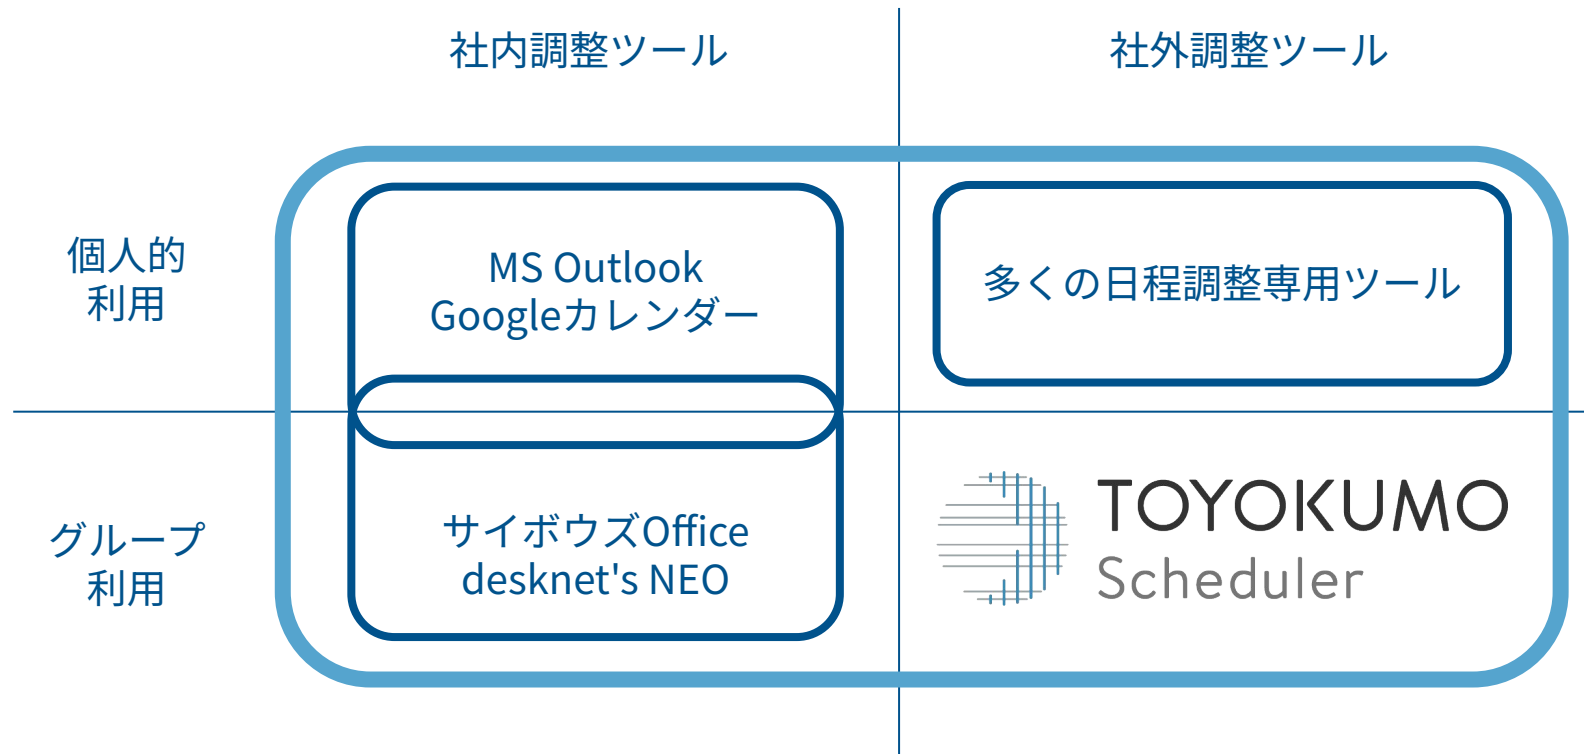 社内調整ツール
社外調整ツール
個人的
利用
MS Outlook
Googleカレンダー
多くの日程調整専用ツール
グループ
利用
サイボウズOffice
desknet's NEO
TOYOKUMO
Scheduler